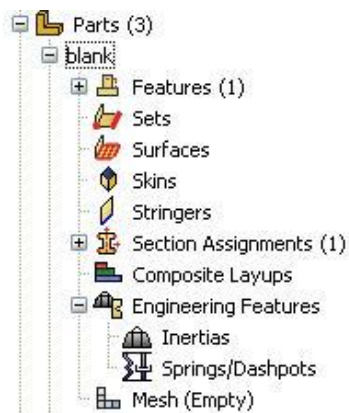 Parts (3)
blank
Features (1)
Sets
Surfaces
Skins
Stringers
Section Assignments (1)
Composite Layups
Engineering Features
Inertias
Springs/Dashpots
Mesh (Empty)